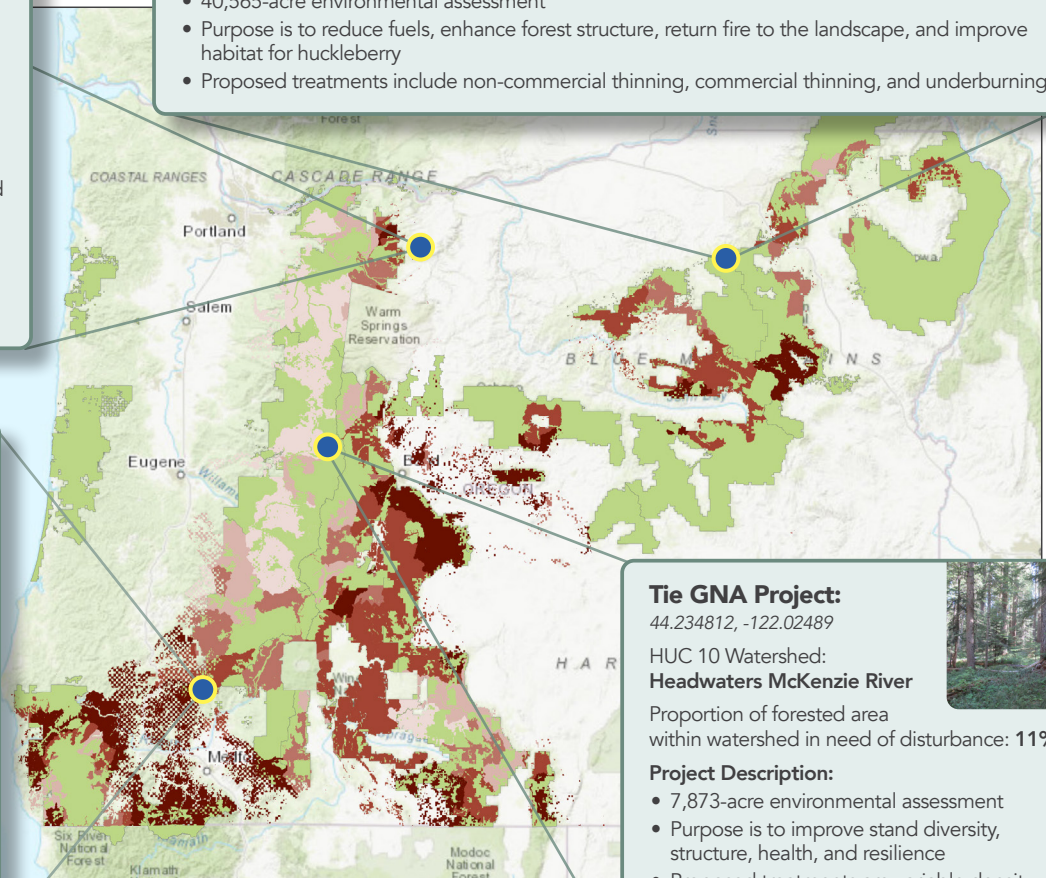 • 40,565-acre environmental assessment
• Purpose is to reduce fuels, enhance forest structure, return fire to the landscape, and improve
habitat for huckleberry
• Proposed treatments include non-commercial thinning, commercial thinning, and underburning
Forest
COASTAL RANGES
CASCADE RANGE
Portland
Salem
Warm
Springs
Reservation
BLUE
Eugene
OREGON
HAR
Six River
National
Forest
Klamath
Modoc
National
Forest
Tie GNA Project:
44.234812, -122.02489
HUC 10 Watershed:
Headwaters McKenzie River
Proportion of forested area
within watershed in need of disturbance: 11%
Project Description:
• 7,873-acre environmental assessment
• Purpose is to improve stand diversity,
structure, health, and resilience